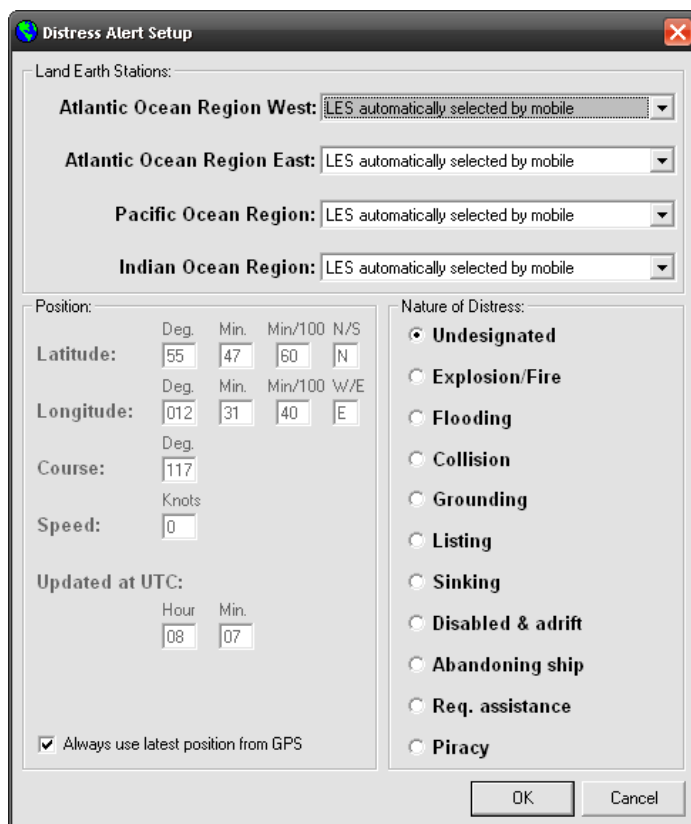 Distress Alert Setup
Land Earth Stations:
Atlantic Ocean Region West: LES automatically selected by mobile
Atlantic Ocean Region East: LES automatically selected by mobile
Pacific Ocean Region: LES automatically selected by mobile
Indian Ocean Region: LES automatically selected by mobile
Position:
Deg. Min. Min/100 N/S
Latitude: 55 47 60 N
Deg. Min. Min/100 W/E
Longitude: 012 31 40 E
Deg.
Course: 117
Knots
Speed: 0
Updated at UTC:
Hour Min.
08 07
Always use latest position from GPS
Nature of Distress:
Undesignated
Explosion/Fire
Flooding
Collision
Grounding
Listing
Sinking
Disabled & adrift
Abandoning ship
Req. assistance
Piracy
OK Cancel